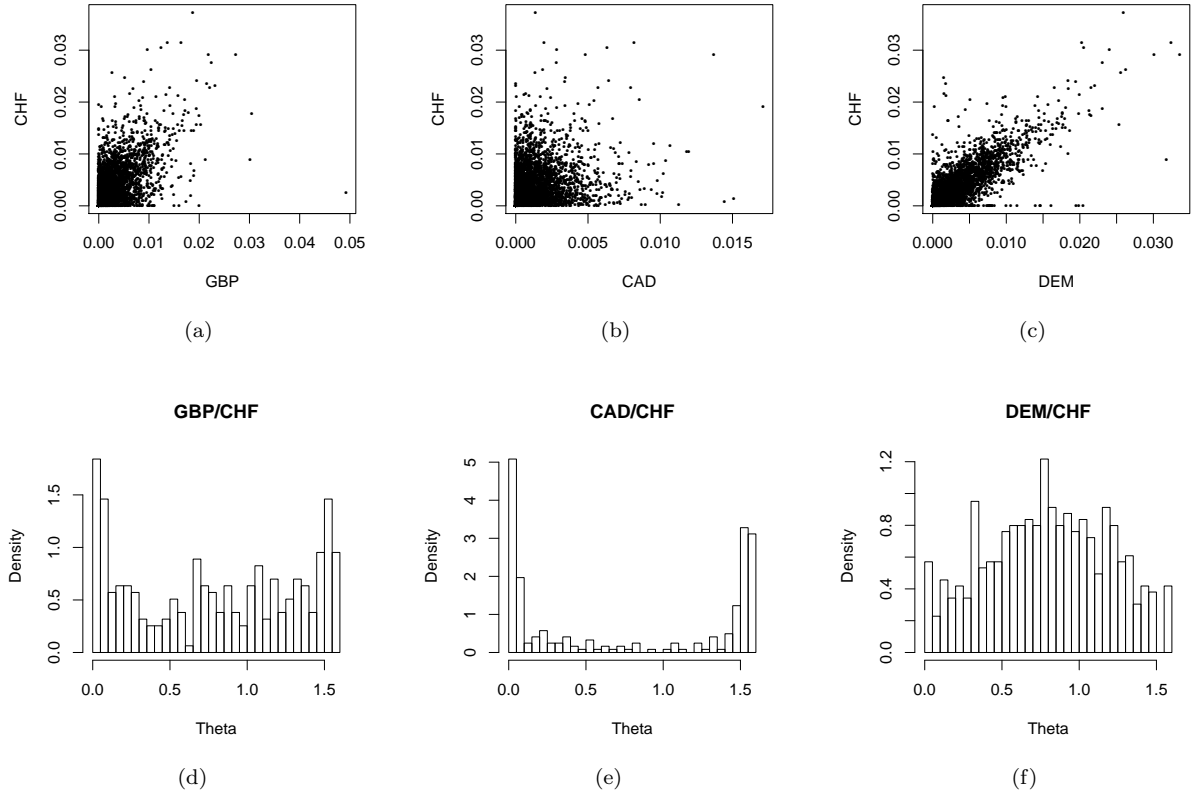 0.00 0.01 0.02 0.03
CHF
0.00 0.01 0.02 0.03 0.04 0.05
GBP
(a)
0.00 0.01 0.02 0.03
CHF
0.000 0.005 0.010 0.015
CAD
(b)
0.00 0.01 0.02 0.03
CHF
0.000 0.010 0.020 0.030
DEM
(c)
GBP/CHF
0.0 0.5 1.0 1.5
Density
0.0 0.5 1.0 1.5
Theta
(d)
CAD/CHF
0 1 2 3 4 5
Density
0.0 0.5 1.0 1.5
Theta
(e)
DEM/CHF
0.0 0.4 0.8 1.2
Density
0.0 0.5 1.0 1.5
Theta
(f)